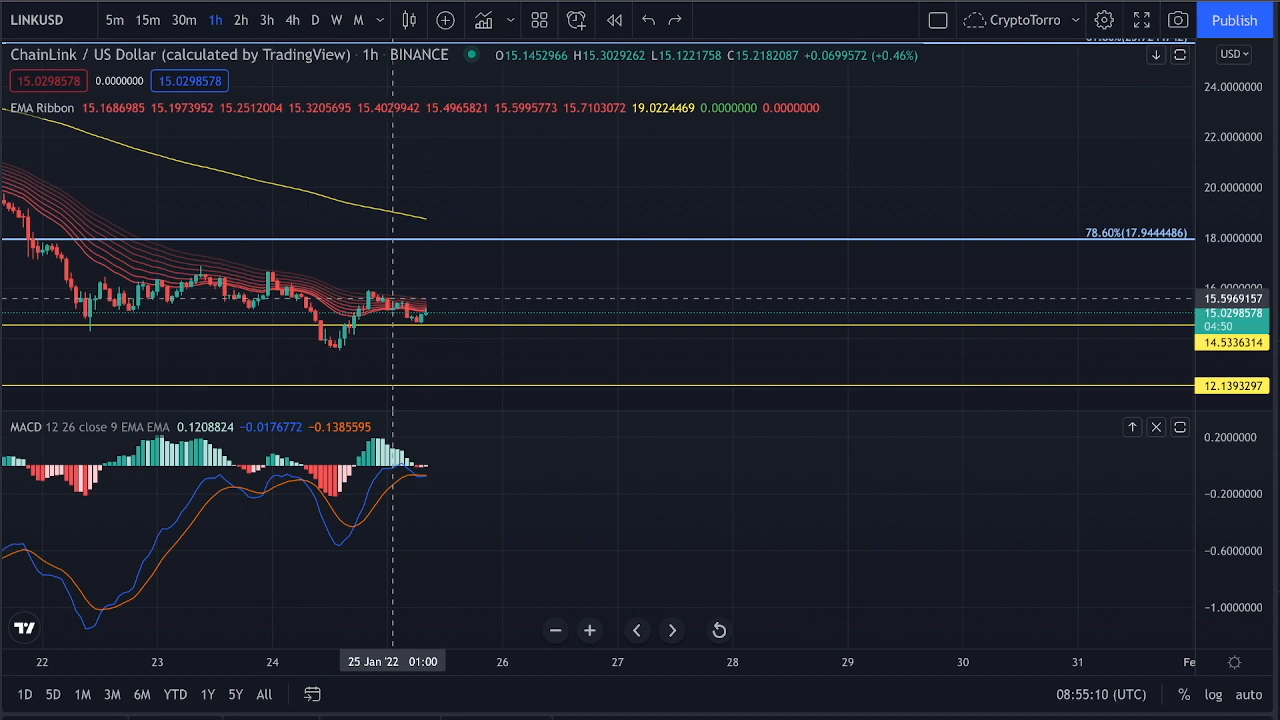 LINKUSD 5m 15m 30m 1h 2h 3h 4h D W M CryptoTorro Publish
ChainLink / US Dollar (calculated by TradingView) · 1h · BINANCE O15.1452966 H15.3029262 L15.1221758 C15.2182087 +0.0699572 (+0.46%) USD
15.0298578 0.0000000 15.0298578
24.0000000
EMA Ribbon 15.1686985 15.1973952 15.2512004 15.3205695 15.4029942 15.4965821 15.5995773 15.7103072 19.0224469 0.0000000 0.0000000
22.0000000
20.0000000
78.60%(17.9444486)
18.0000000
15.5969157
15.0298578
04:50
14.5336314
12.1393297
MACD 12 26 close 9 EMA EMA 0.1208824 −0.0176772 −0.1385595
0.2000000
−0.2000000
−0.6000000
−1.0000000
22 23 24 25 Jan '22 01:00 26 27 28 29 30 31 Fe
1D 5D 1M 3M 6M YTD 1Y 5Y All 08:55:10 (UTC) % log auto